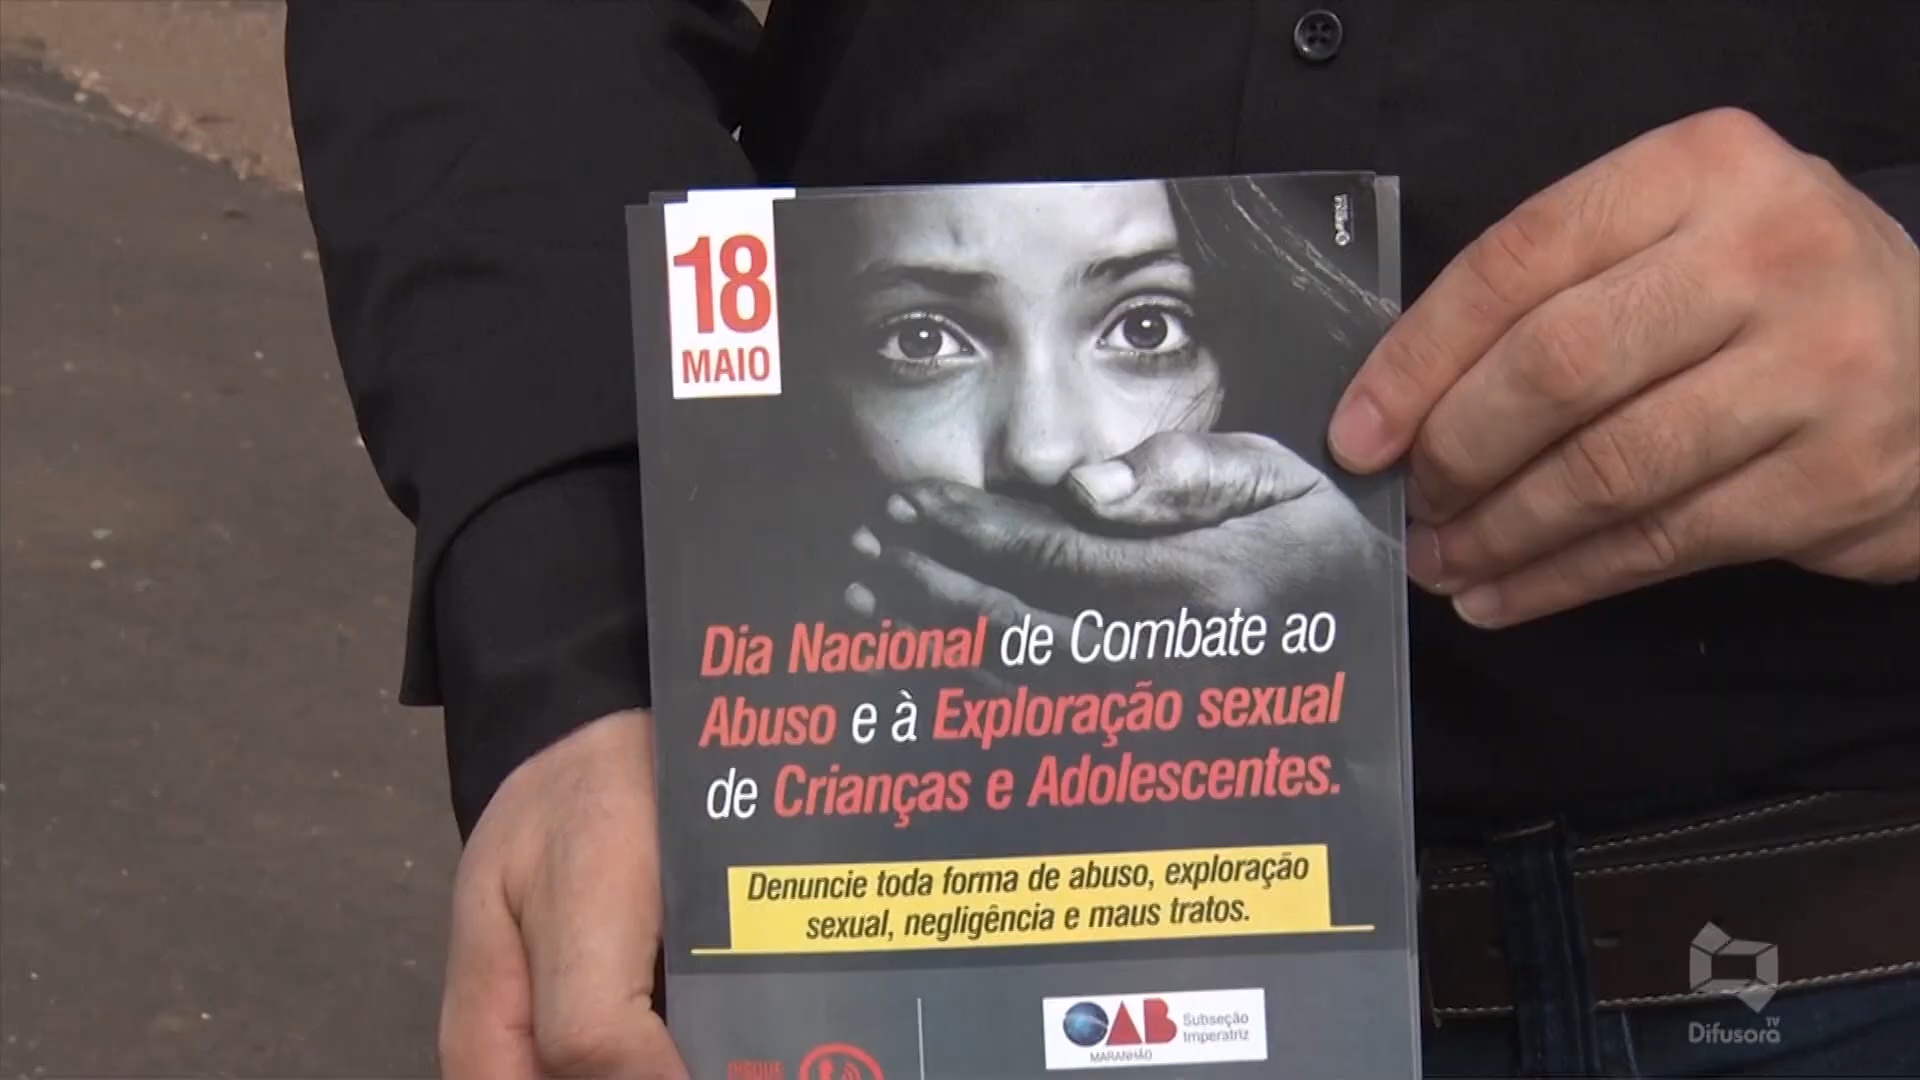 18
MAIO
Dia Nacional de Combate ao
Abuso e à Exploração sexual
de Crianças e Adolescentes.
Denuncie toda forma de abuso, exploração
sexual, negligência e maus tratos.
OAB
Subseção
Imperatriz
MARANHÃO
DISQUE
TV
Difusora